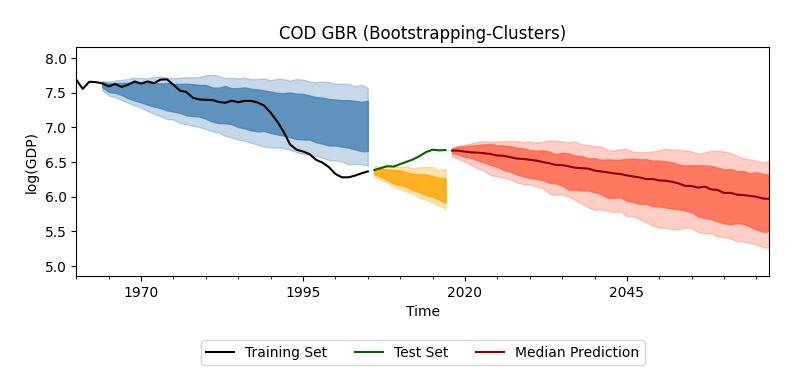 COD GBR (Bootstrapping-Clusters)
8.0
7.5
7.0
6.5
6.0
5.5
5.0
log(GDP)
1970 1995 2020 2045
Time
Training Set Test Set Median Prediction